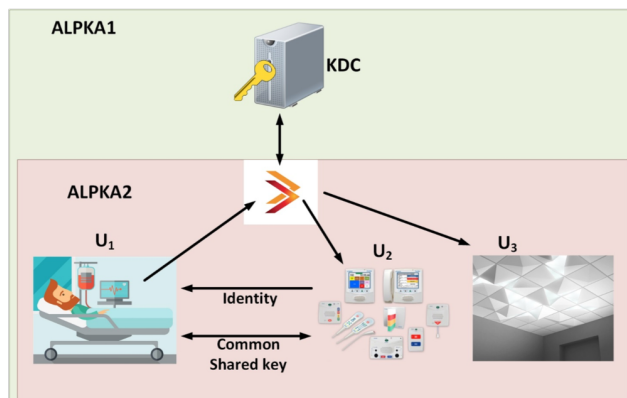 ALPKA1
KDC
ALPKA2
U₁
U₂
U₃
Identity
Common
Shared key